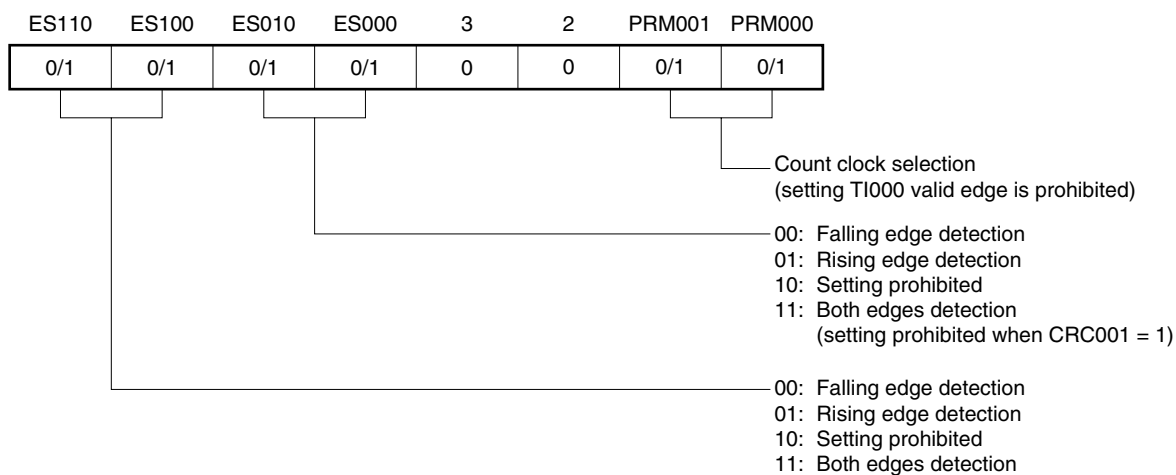 ES110 ES100 ES010 ES000 3 2 PRM001 PRM000
0/1 0/1 0/1 0/1 0 0 0/1 0/1
Count clock selection
(setting TI000 valid edge is prohibited)
00: Falling edge detection
01: Rising edge detection
10: Setting prohibited
11: Both edges detection
(setting prohibited when CRC001 = 1)
00: Falling edge detection
01: Rising edge detection
10: Setting prohibited
11: Both edges detection